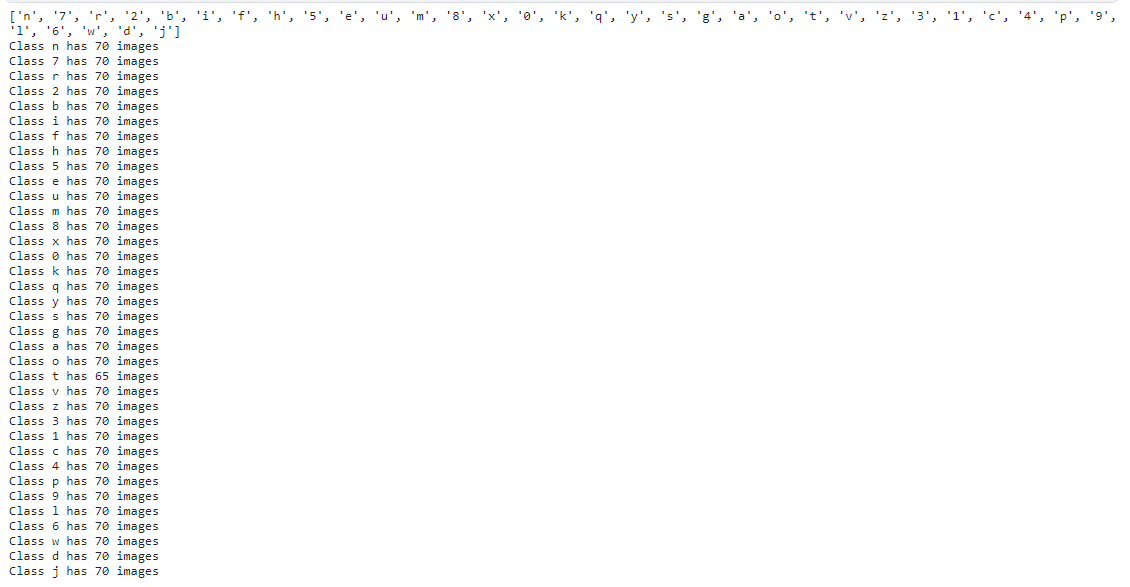 ['n', '7', 'r', '2', 'b', 'i', 'f', 'h', '5', 'e', 'u', 'm', '8', 'x', '0', 'k', 'q', 'y', 's', 'g', 'a', 'o', 't', 'v', 'z', '3', '1', 'c', '4', 'p', '9',
'l', '6', 'w', 'd', 'j']
Class n has 70 images
Class 7 has 70 images
Class r has 70 images
Class 2 has 70 images
Class b has 70 images
Class i has 70 images
Class f has 70 images
Class h has 70 images
Class 5 has 70 images
Class e has 70 images
Class u has 70 images
Class m has 70 images
Class 8 has 70 images
Class x has 70 images
Class 0 has 70 images
Class k has 70 images
Class q has 70 images
Class y has 70 images
Class s has 70 images
Class g has 70 images
Class a has 70 images
Class o has 70 images
Class t has 65 images
Class v has 70 images
Class z has 70 images
Class 3 has 70 images
Class 1 has 70 images
Class c has 70 images
Class 4 has 70 images
Class p has 70 images
Class 9 has 70 images
Class l has 70 images
Class 6 has 70 images
Class w has 70 images
Class d has 70 images
Class j has 70 images